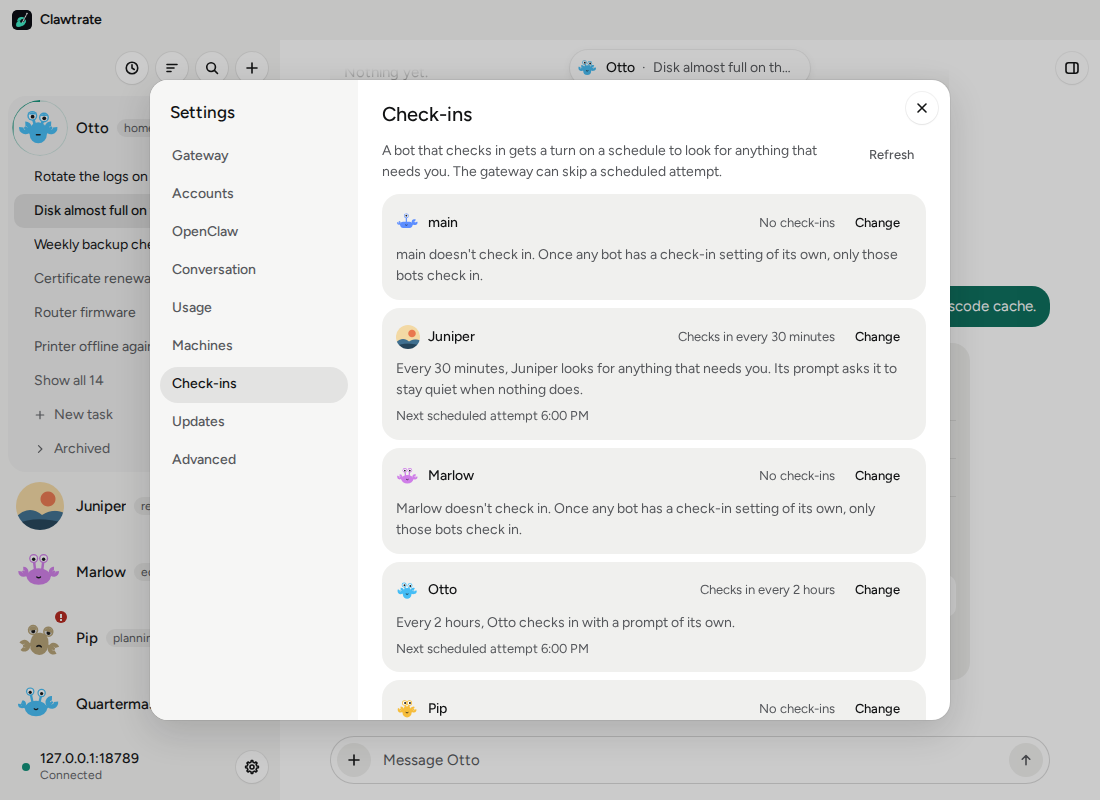 Clawtrate
Nothing yet.
Otto · Disk almost full on th...
Otto
Rotate the logs on
Disk almost full on
Weekly backup
Certificate
Router firmware
Printer offline again
Show all 14
New task
Archived
Juniper
Marlow
Pip
127.0.0.1:18789
Connected
Settings
Gateway
Accounts
OpenClaw
Conversation
Usage
Machines
Check-ins
Updates
Advanced
Check-ins
A bot that checks in gets a turn on a schedule to look for anything that
needs you. The gateway can skip a scheduled attempt.
Refresh
main
No check-ins
Change
main doesn't check in. Once any bot has a check-in setting of its own, only those
bots check in.
Juniper
Checks in every 30 minutes
Change
Every 30 minutes, Juniper looks for anything that needs you. Its prompt asks it to
stay quiet when nothing does.
Next scheduled attempt 6:00 PM
Marlow
No check-ins
Change
Marlow doesn't check in. Once any bot has a check-in setting of its own, only
those bots check in.
Otto
Checks in every 2 hours
Change
Every 2 hours, Otto checks in with a prompt of its own.
Next scheduled attempt 6:00 PM
Pip
No check-ins
Change
cache.
Message Otto